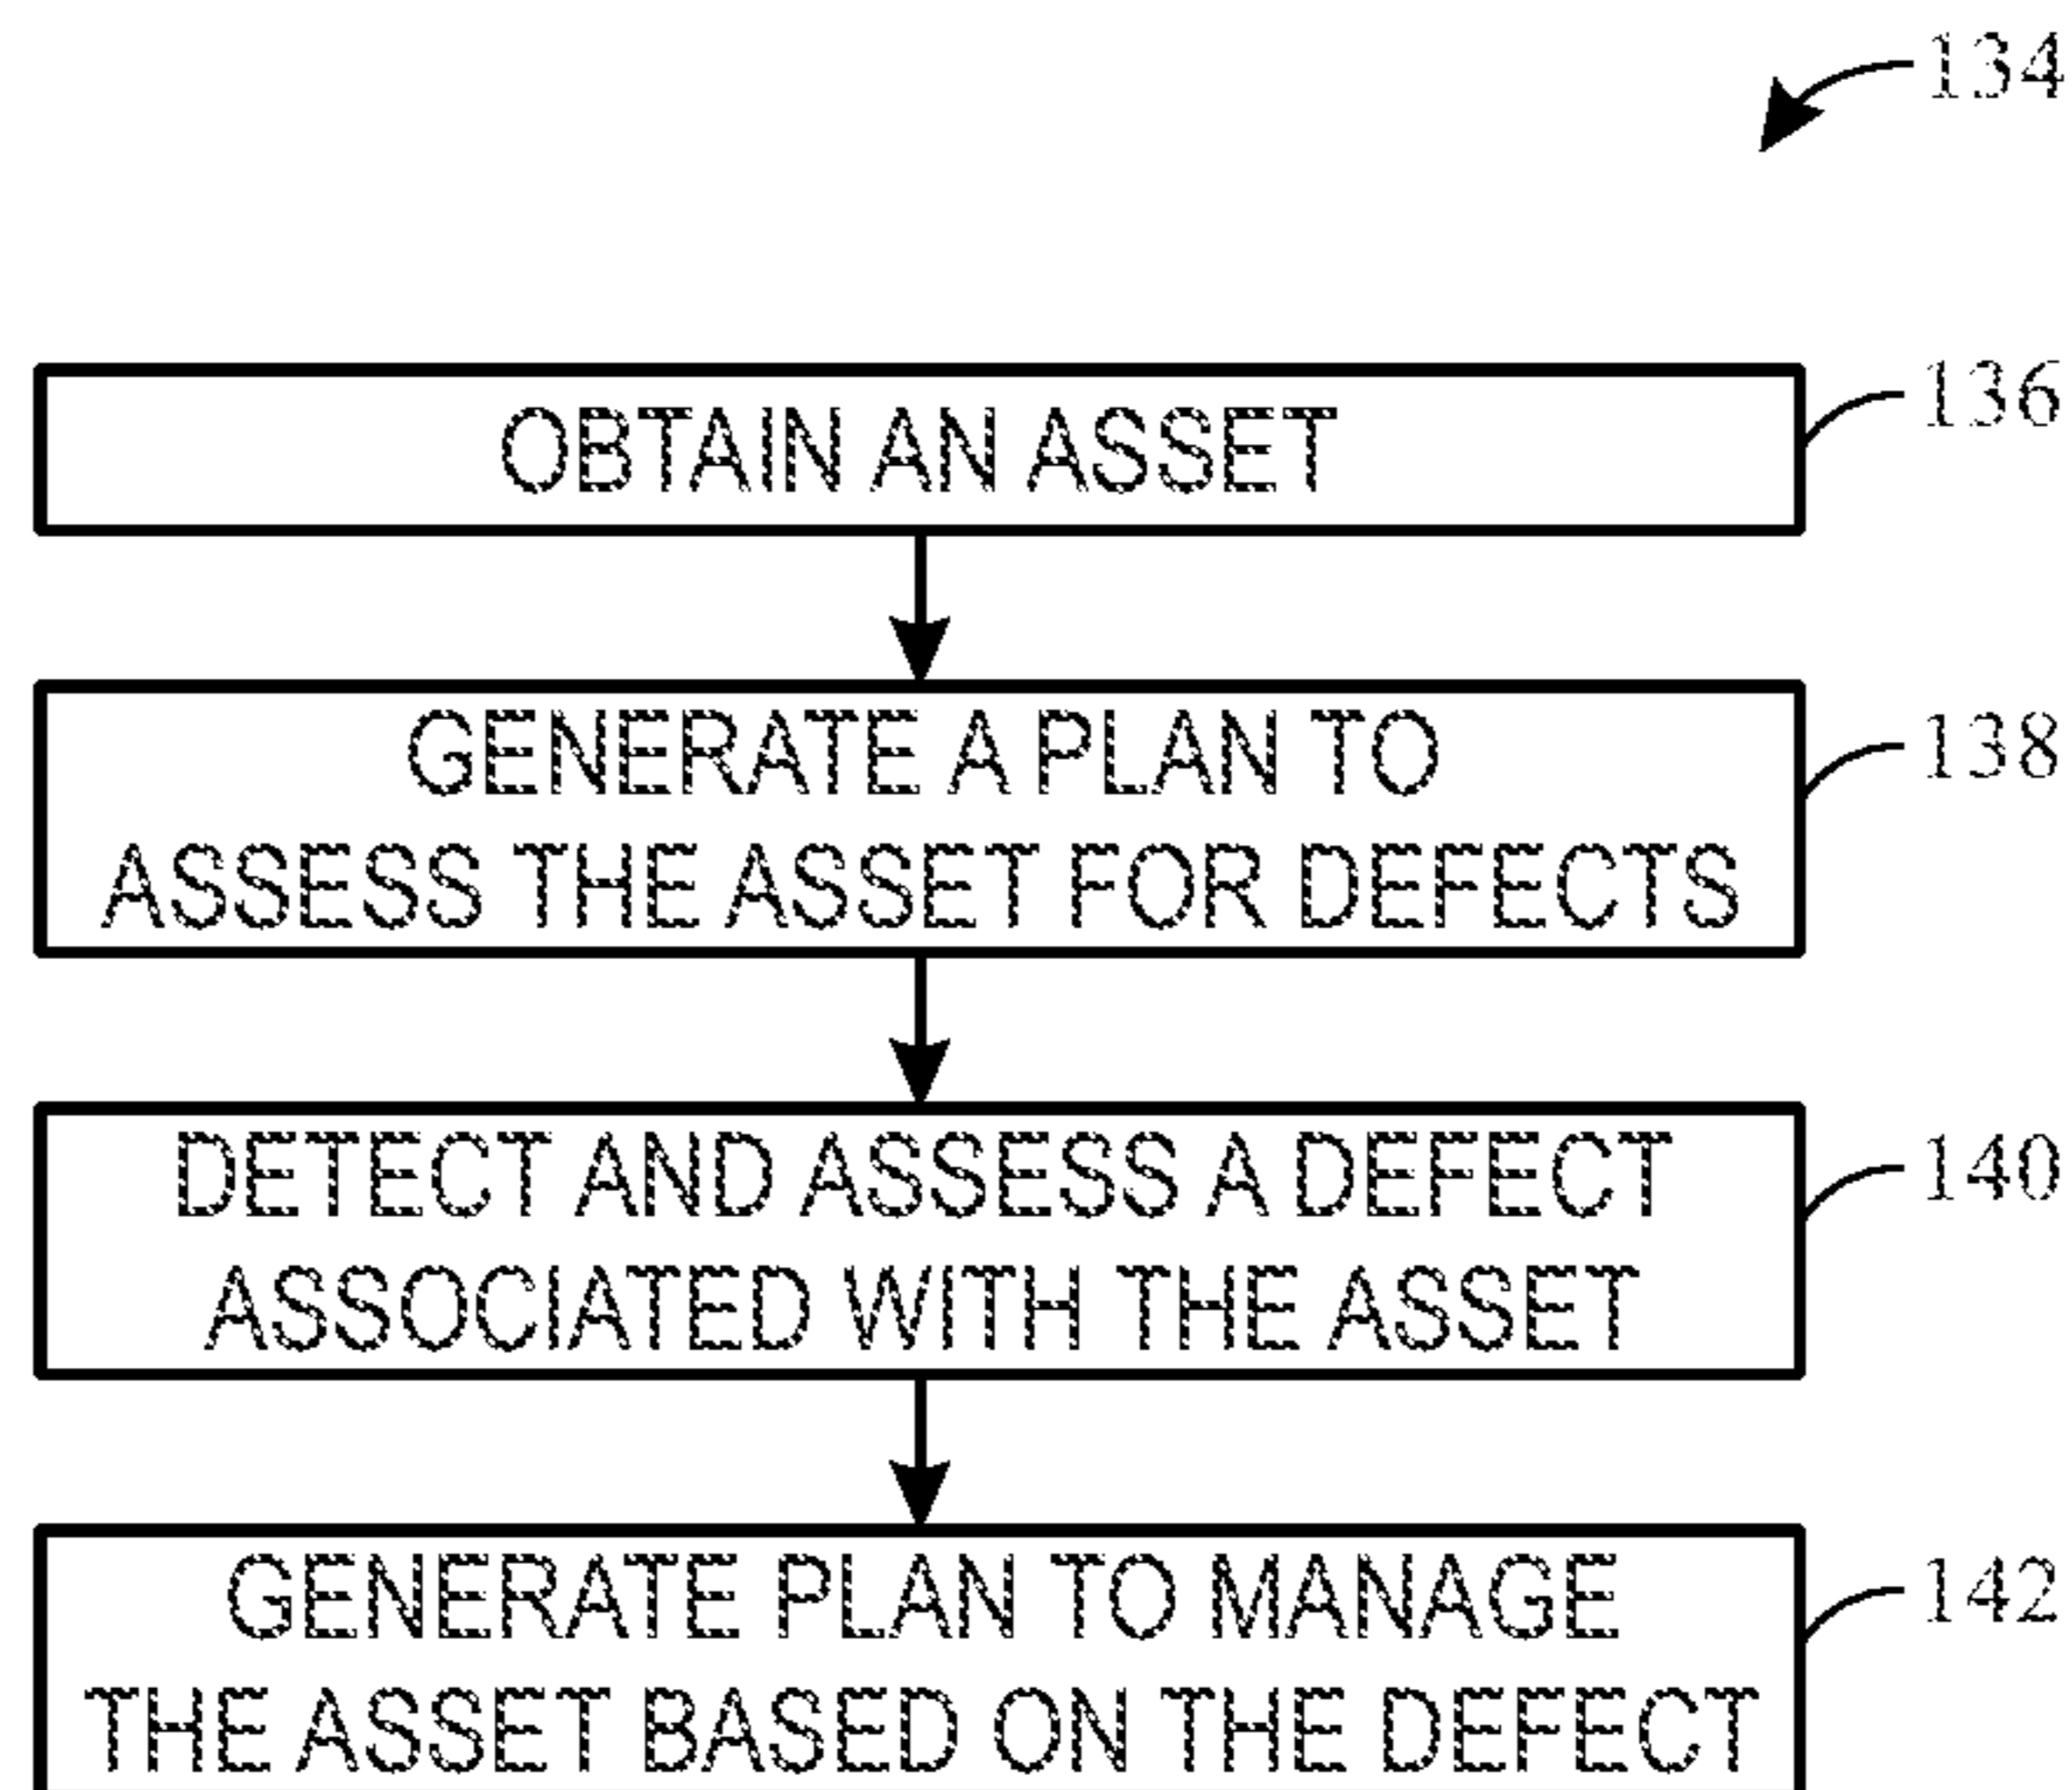 134
OBTAIN AN ASSET
136
GENERATE A PLAN TO
ASSESS THE ASSET FOR DEFECTS
138
DETECT AND ASSESS A DEFECT
ASSOCIATED WITH THE ASSET
140
GENERATE PLAN TO MANAGE
THE ASSET BASED ON THE DEFECT
142